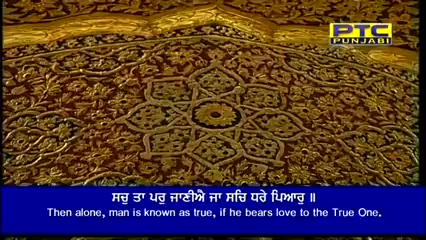 PTC
PUNJABI
ਸਚੁ ਤਾ ਪਰੁ ਜਾਣੀਐ ਜਾ ਸਚਿ ਧਰੇ ਪਿਆਰੁ ॥
Then alone, man is known as true, if he bears love to the True One.